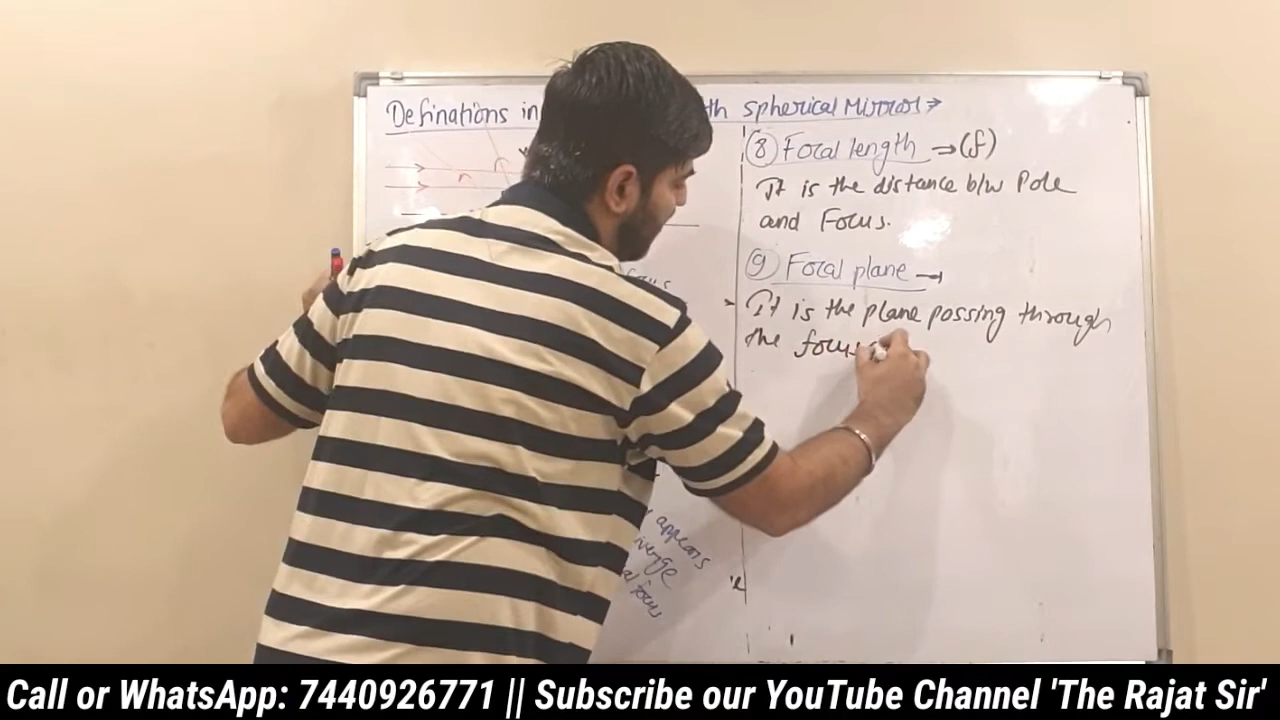 Definations in th spherical Mirror →
⑧ Focal length → (f)
It is the distance b/w Pole
and Focus.
⑨ Focal plane →
It is the plane passing through
the focus
appears
focus
Call or WhatsApp: 7440926771 || Subscribe our YouTube Channel 'The Rajat Sir'